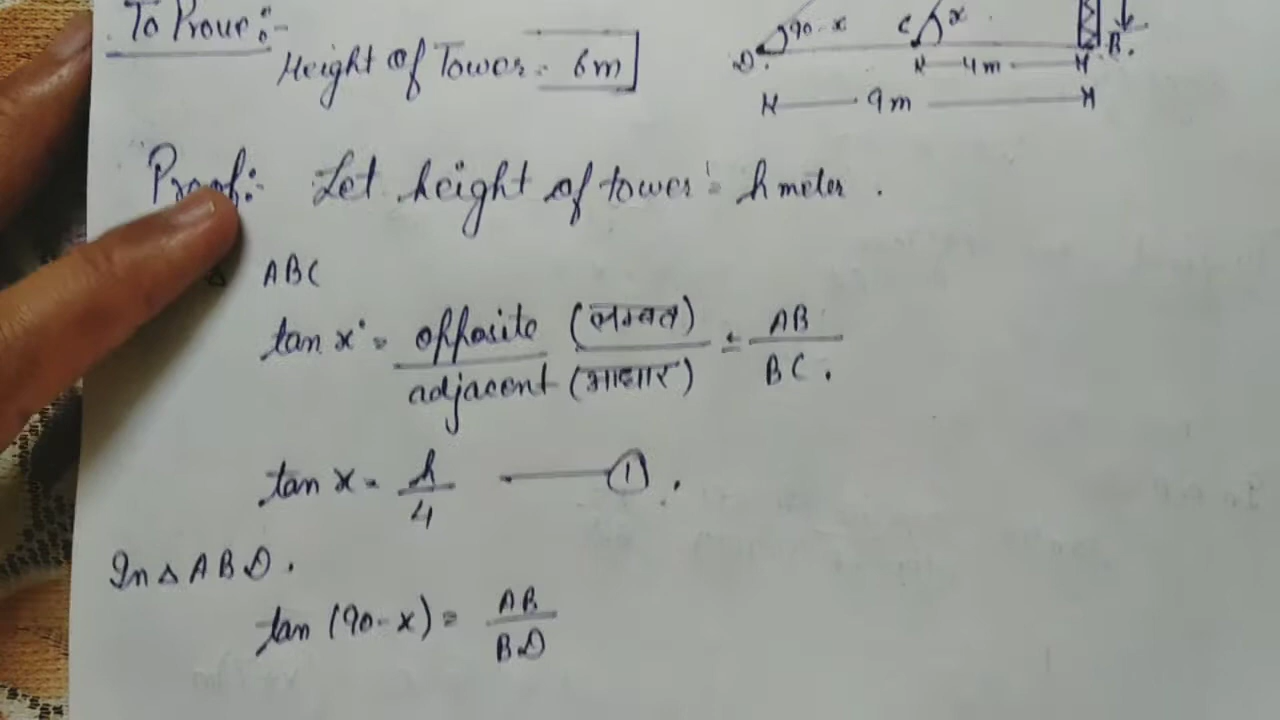 To Prove:-
Height of Tower = 6m
90-x
C
x
D.
4m
B.
9m
Proof:- Let height of tower = h meter.
Δ ABC
tan x° = opposite (लम्बत) / adjacent (आधार) = AB / BC.
tan x = h/4 —— ①.
In Δ ABD.
tan (90-x) = AB / BD